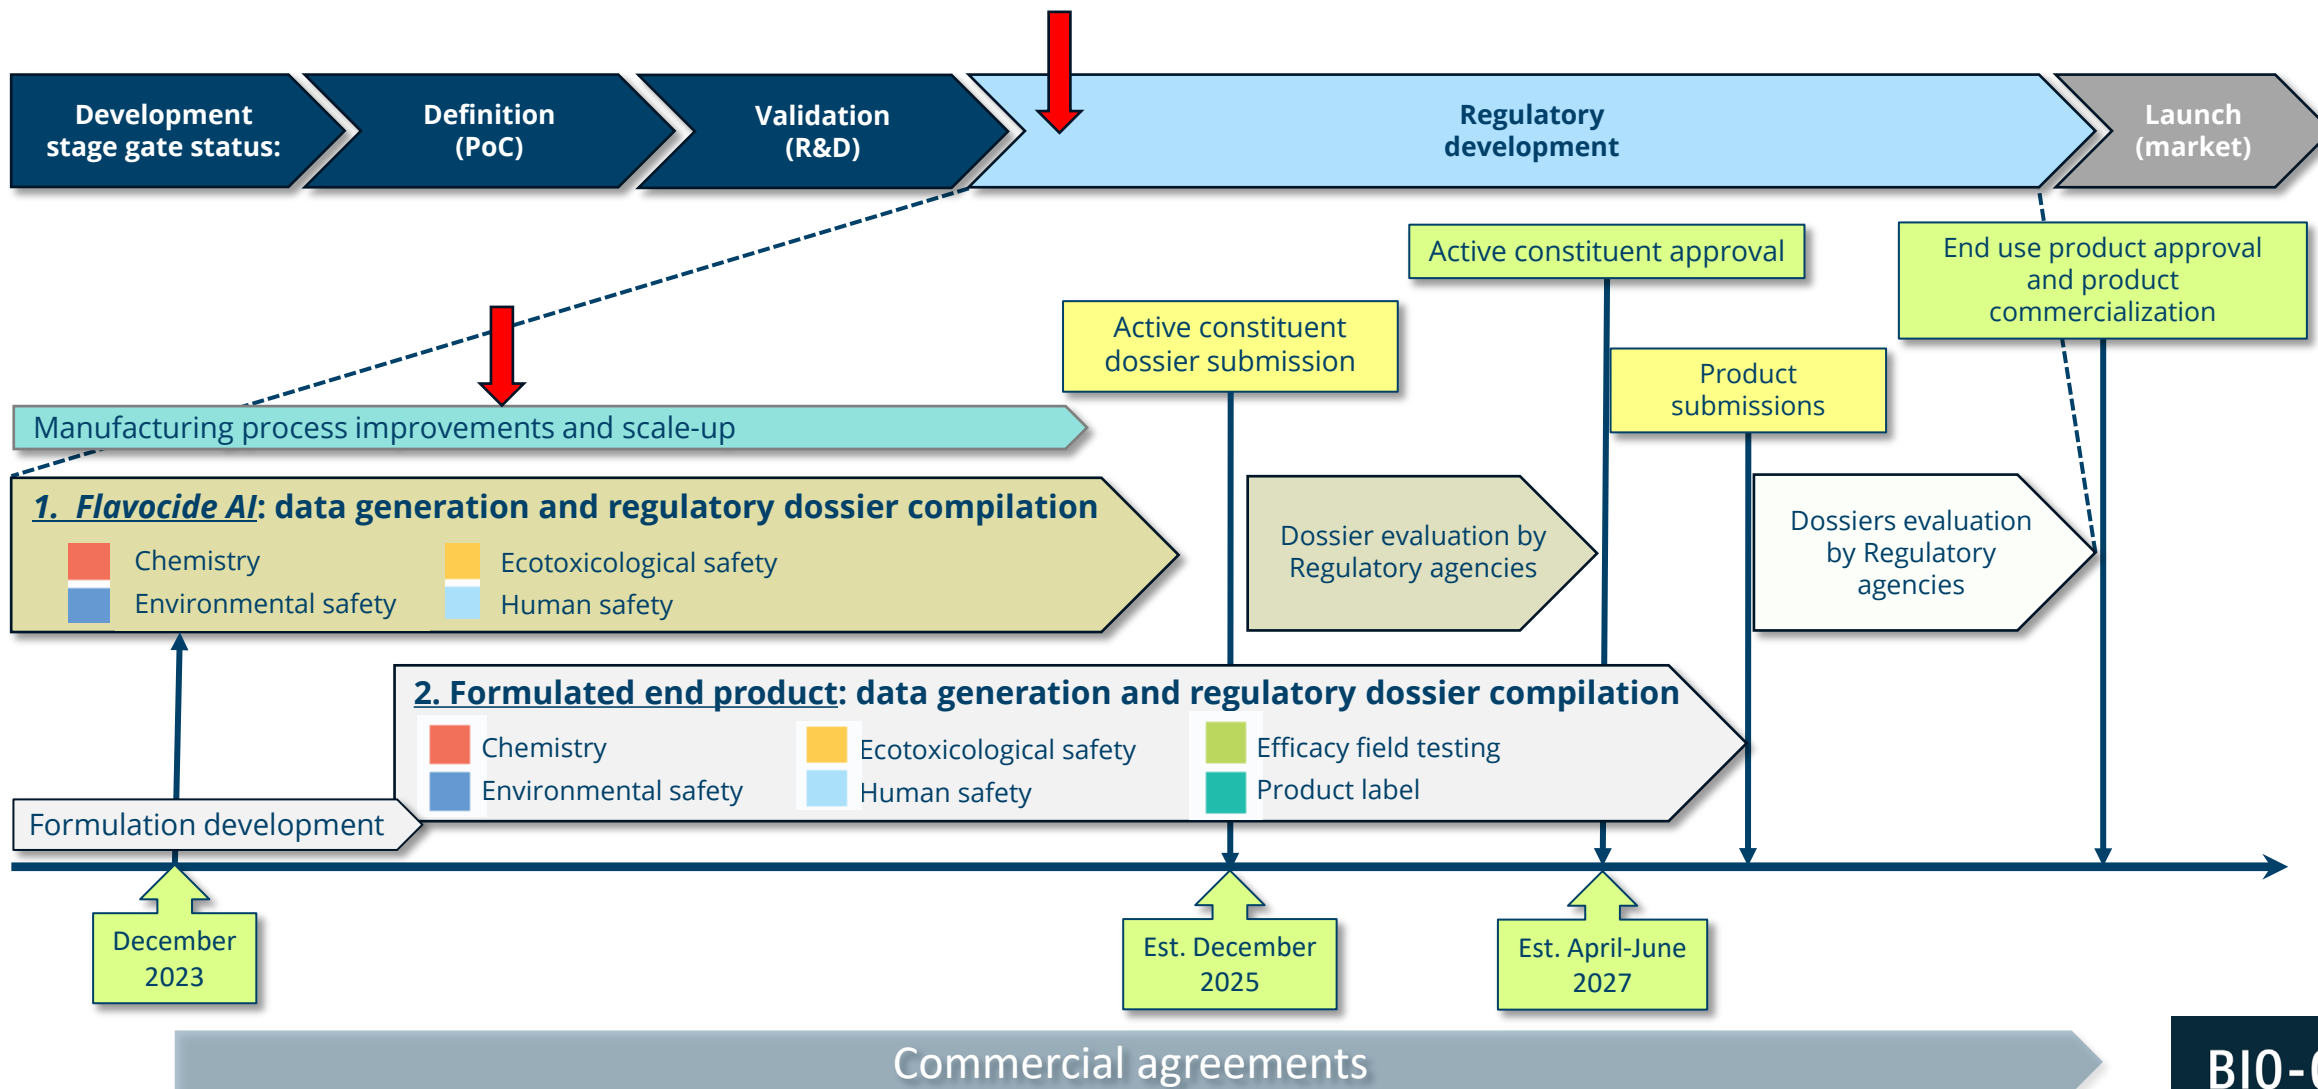 Development
stage gate status:
Definition
(PoC)
Validation
(R&D)
Regulatory
development
Launch
(market)
Active constituent approval
End use product approval
and product
commercialization
Active constituent
dossier submission
Product
submissions
Manufacturing process improvements and scale-up
1. Flavocide AI: data generation and regulatory dossier compilation
Chemistry
Ecotoxicological safety
Environmental safety
Human safety
Dossier evaluation by
Regulatory agencies
Dossiers evaluation
by Regulatory
agencies
2. Formulated end product: data generation and regulatory dossier compilation
Chemistry
Ecotoxicological safety
Efficacy field testing
Environmental safety
Human safety
Product label
Formulation development
December
2023
Est. December
2025
Est. April-June
2027
Commercial agreements
BIO-